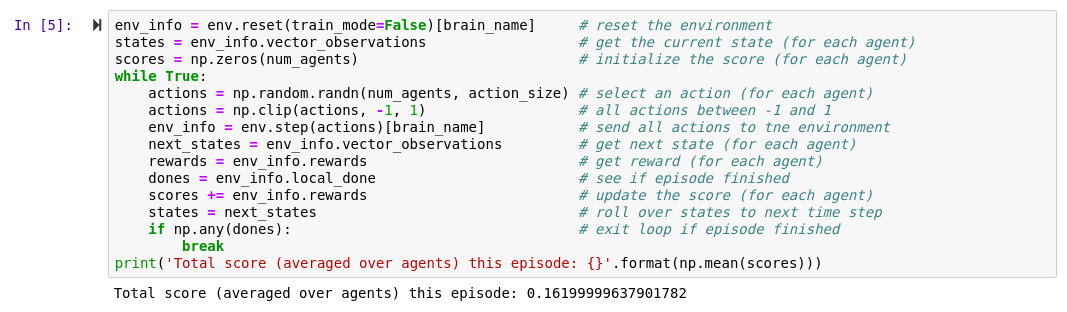 In [5]:
env_info = env.reset(train_mode=False)[brain_name]     # reset the environment
states = env_info.vector_observations                  # get the current state (for each agent)
scores = np.zeros(num_agents)                          # initialize the score (for each agent)
while True:
    actions = np.random.randn(num_agents, action_size) # select an action (for each agent)
    actions = np.clip(actions, -1, 1)                  # all actions between -1 and 1
    env_info = env.step(actions)[brain_name]           # send all actions to tne environment
    next_states = env_info.vector_observations         # get next state (for each agent)
    rewards = env_info.rewards                         # get reward (for each agent)
    dones = env_info.local_done                        # see if episode finished
    scores += env_info.rewards                         # update the score (for each agent)
    states = next_states                               # roll over states to next time step
    if np.any(dones):                                  # exit loop if episode finished
        break
print('Total score (averaged over agents) this episode: {}'.format(np.mean(scores)))
Total score (averaged over agents) this episode: 0.16199999637901782